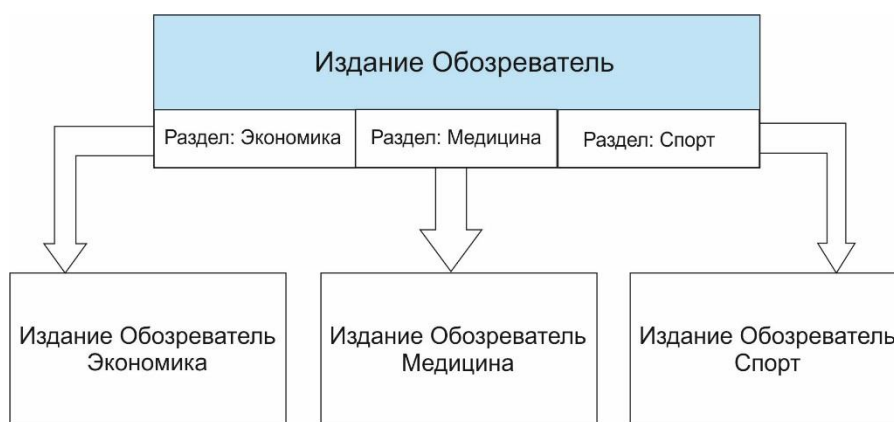 Издание Обозреватель
Раздел: Экономика
Раздел: Медицина
Раздел: Спорт
Издание Обозреватель
Экономика
Издание Обозреватель
Медицина
Издание Обозреватель
Спорт